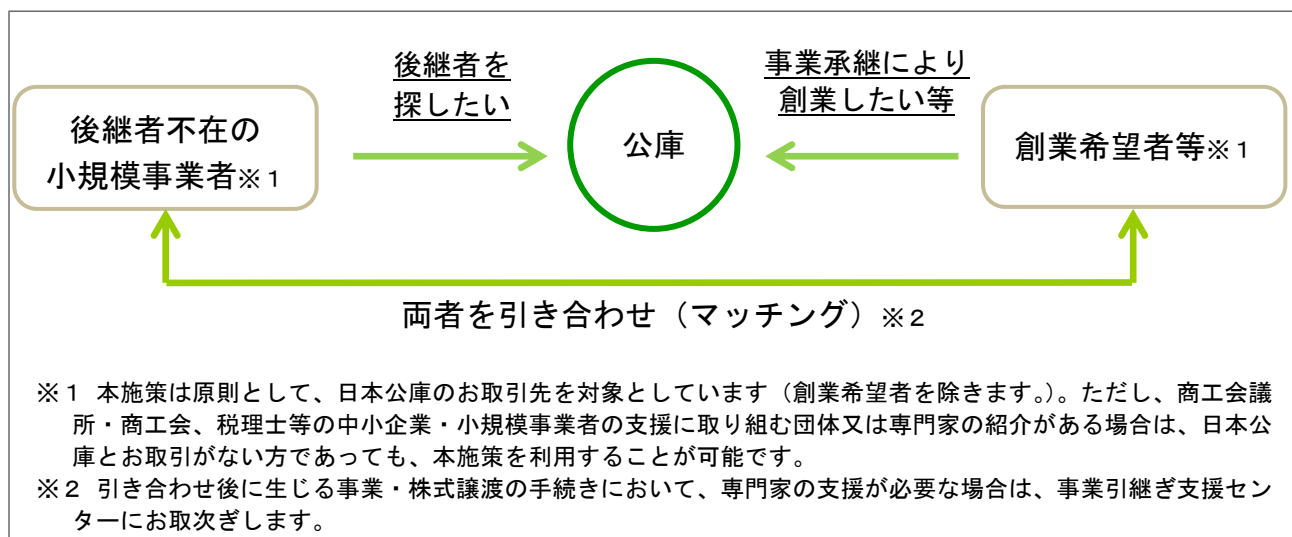 後継者を
探したい
事業承継により
創業したい等
後継者不在の
小規模事業者※１
公庫
創業希望者等※１
両者を引き合わせ（マッチング）※２
※１ 本施策は原則として、日本公庫のお取引先を対象としています（創業希望者を除きます。）。ただし、商工会議
所・商工会、税理士等の中小企業・小規模事業者の支援に取り組む団体又は専門家の紹介がある場合は、日本公
庫とお取引がない方であっても、本施策を利用することが可能です。
※２ 引き合わせ後に生じる事業・株式譲渡の手続きにおいて、専門家の支援が必要な場合は、事業引継ぎ支援セン
ターにお取次ぎします。